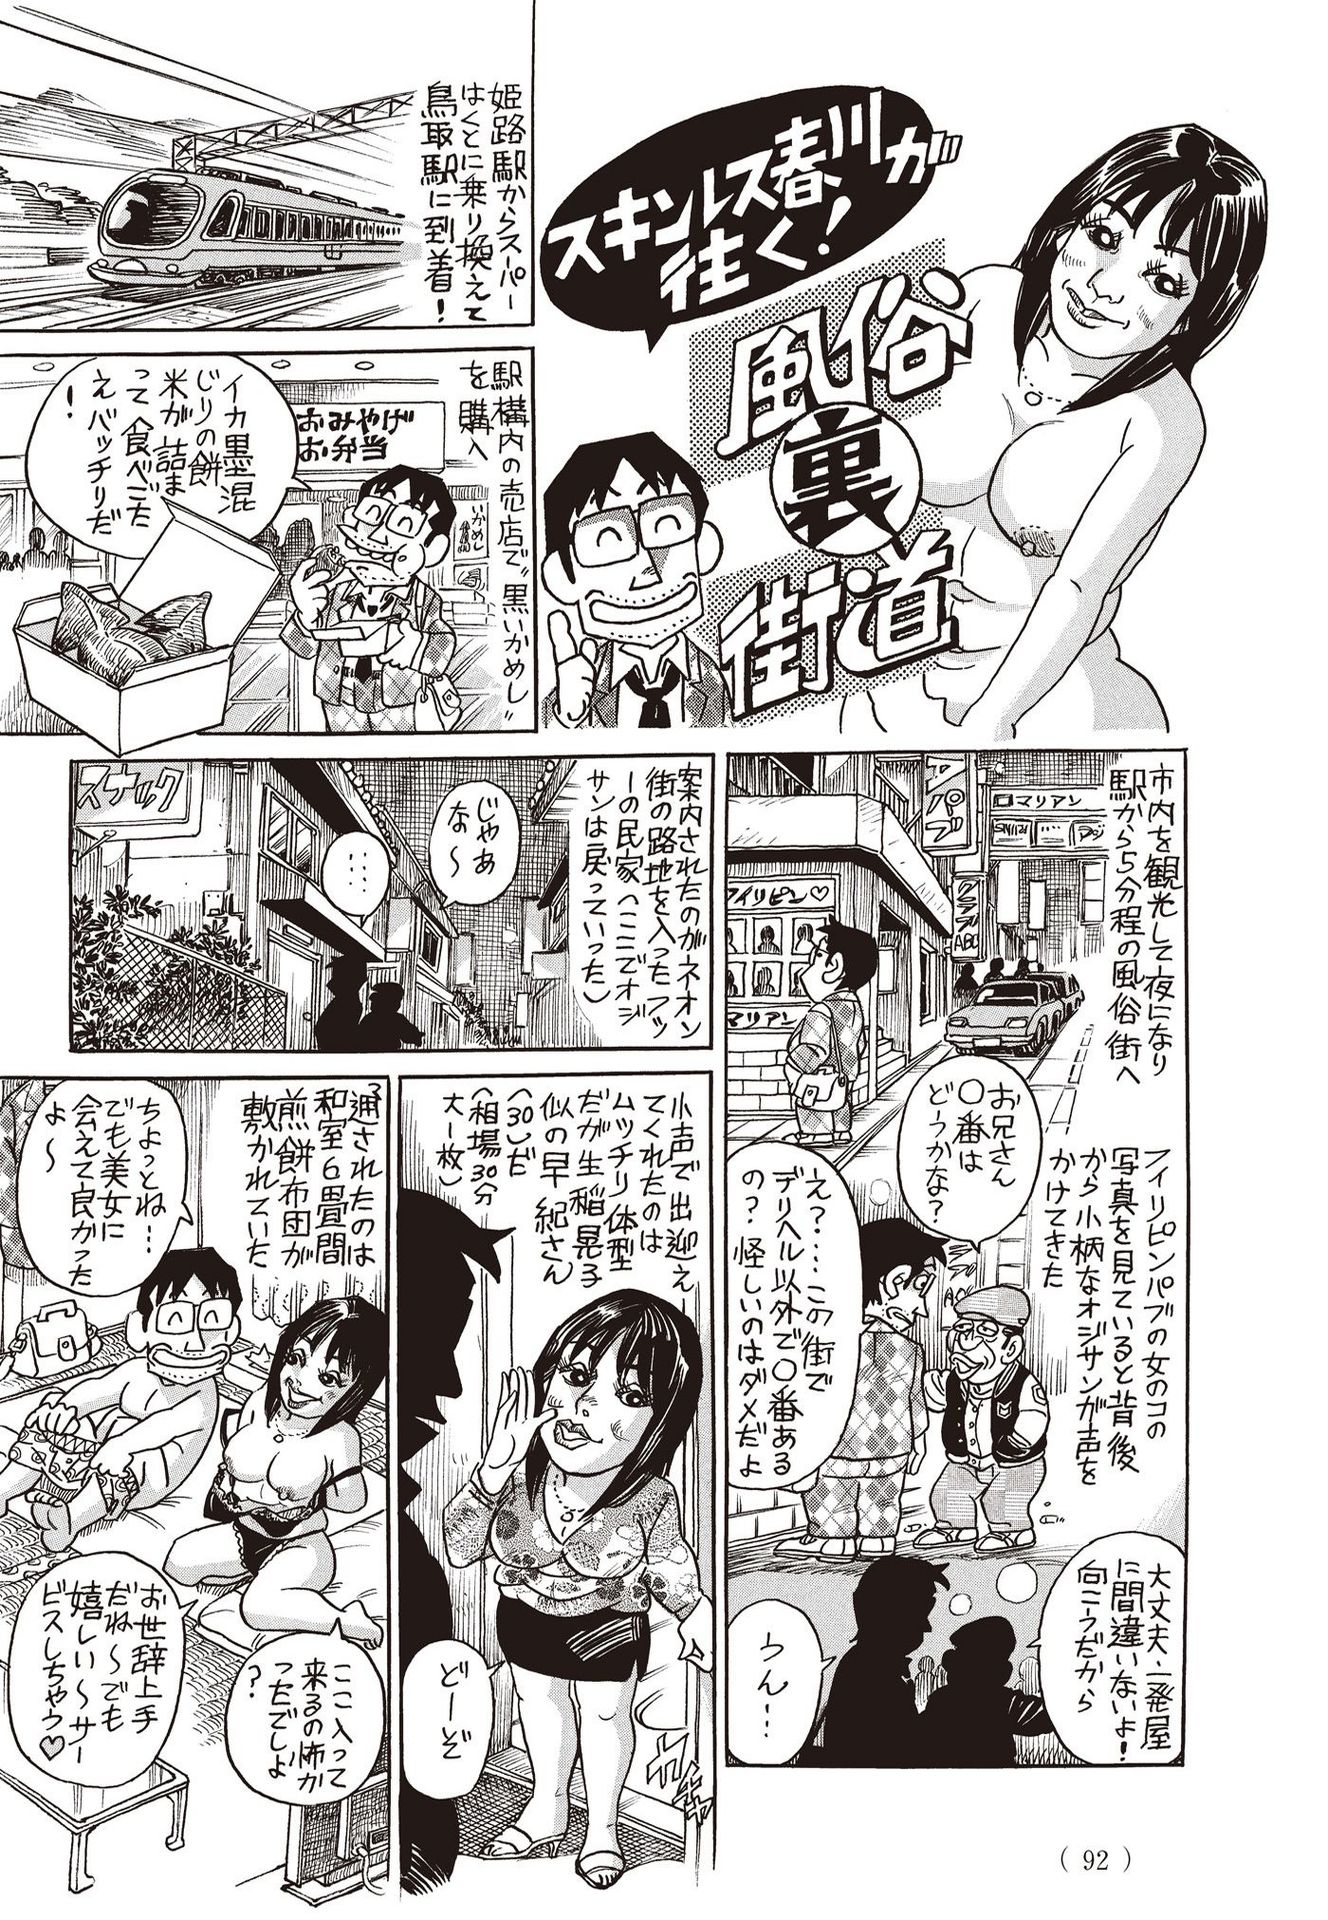 スキンレス春川が
往く!
風俗
裏
街道
姫路駅からスーパー
はくとに乗り換えて
鳥取駅に到着!
駅構内の売店で〝黒いかめし〟
を購入
おみやげ
お弁当
いかめし
イカ墨混
じりの餅
米が詰ま
って食べごた
えバッチリだ
!
市内を観光して夜になり
駅から5分程の風俗街へ
マリアン
パブ
ABC
フィリピン♡
マリアン
フィリピンパブの女のコの
写真を見ていると背後
から小柄なオジサンが声を
かけてきた
お兄さん
〇番は
どぅかな?
え?…この街で
デリヘル以外で〇番ある
の?怪しいのはダメだよ
大丈夫・一発屋
に間違いないよ!
向こうだから
うん…
案内されたのがネオン
街の路地を入ったフツ
ーの民家(ここでオジ
サンは戻っていった)
スナック
じゃあ
な〜
……
小声で出迎え
てくれたのは
ムッチリ体型
だが生稲晃子
似の早紀さん
(30)だ
(相場30分
大一枚)
どーぞ
ガチャ
通されたのは
和室6畳間
煎餅布団が
敷かれていた
ちょっとね…
でも美女に
会えて良かった
よ〜
ここ入って
来るの怖か
ったでしょ
?
お世辞上手
だね〜でも
嬉しい〜サー
ビスしちゃう♡
( 92 )